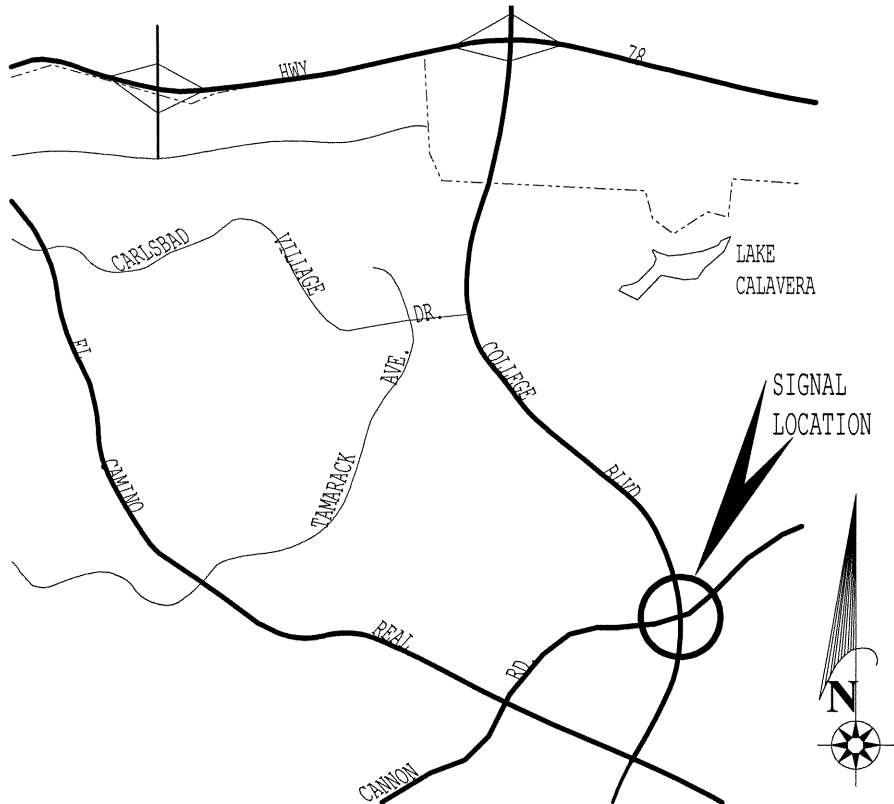 HWY
78
CARLSBAD
VILLAGE
DR.
LAKE
CALAVERA
EL
CAMINO
REAL
TAMARACK
AVE.
COLLEGE
BLVD
SIGNAL
LOCATION
CANNON
RD.
N